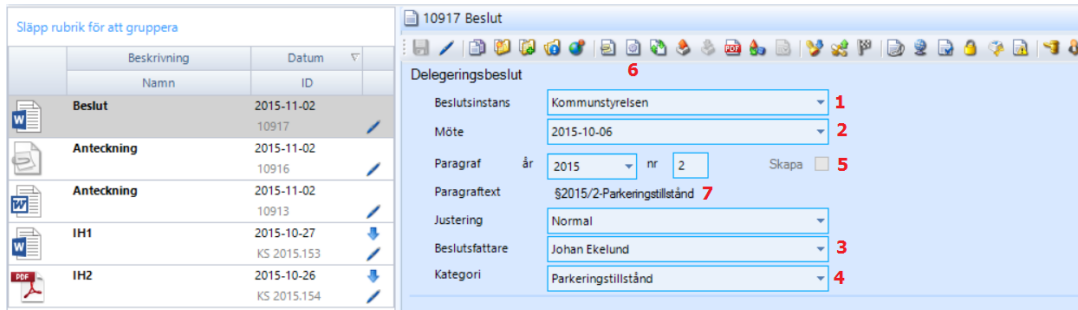 Släpp rubrik för att gruppera
Beskrivning Datum
Namn ID
Beslut 2015-11-02
10917
Anteckning 2015-11-02
10916
Anteckning 2015-11-02
10913
IH1 2015-10-27
KS 2015.153
IH2 2015-10-26
KS 2015.154
10917 Beslut
6
Delegeringsbeslut
Beslutsinstans Kommunstyrelsen 1
Möte 2015-10-06 2
Paragraf år 2015 nr 2 Skapa 5
Paragraftext §2015/2-Parkeringstillstånd 7
Justering Normal
Beslutsfattare Johan Ekelund 3
Kategori Parkeringstillstånd 4